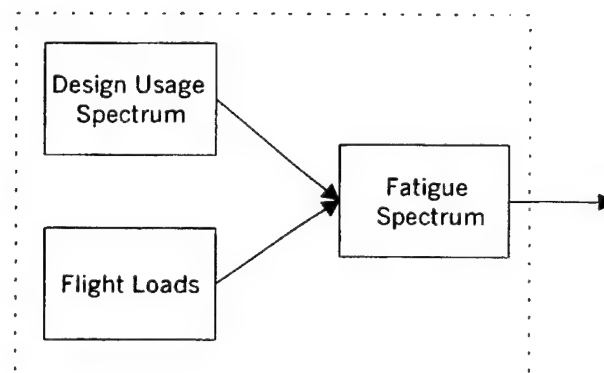 Design Usage
Spectrum
Fatigue
Spectrum
Flight Loads